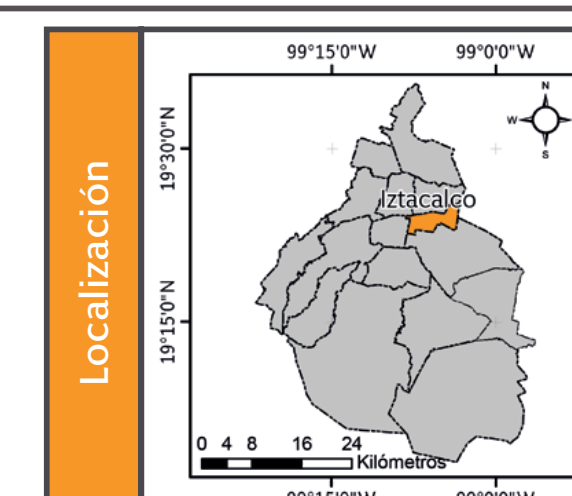 Localización
99°15'0"W 99°0'0"W
N
W
S
19°30'0"N
Iztacalco
19°15'0"N
0 4 8 16 24
Kilómetros